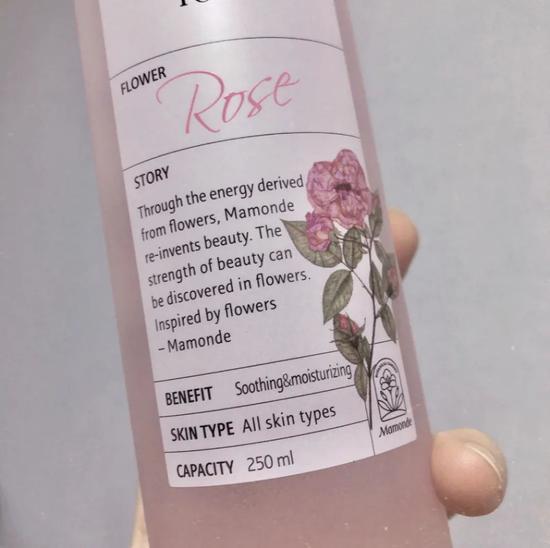 FLOWER
Rose
STORY
Through the energy derived
from flowers, Mamonde
re-invents beauty. The
strength of beauty can
be discovered in flowers.
Inspired by flowers
– Mamonde
BENEFIT Soothing&moisturizing
SKIN TYPE All skin types
CAPACITY 250 ml
Mamonde